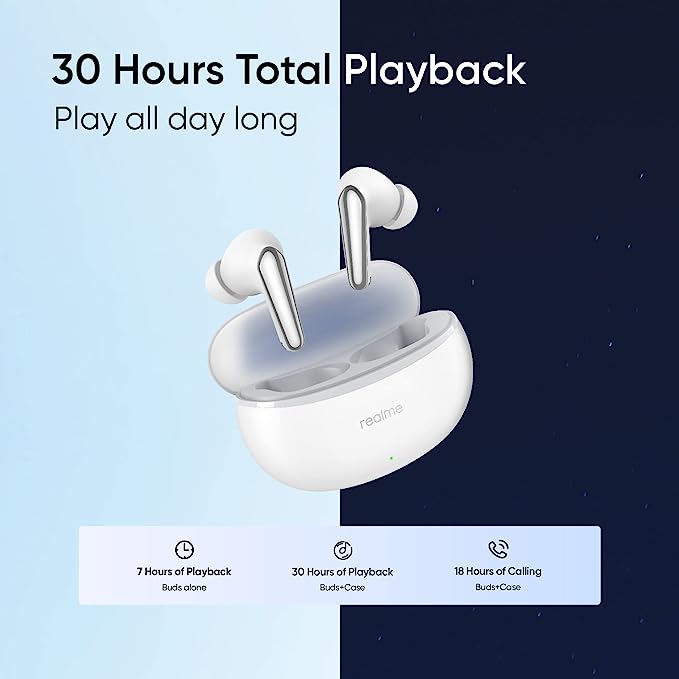 30 Hours Total Playback
Play all day long
realme
7 Hours of Playback
Buds alone
30 Hours of Playback
Buds+Case
18 Hours of Calling
Buds+Case